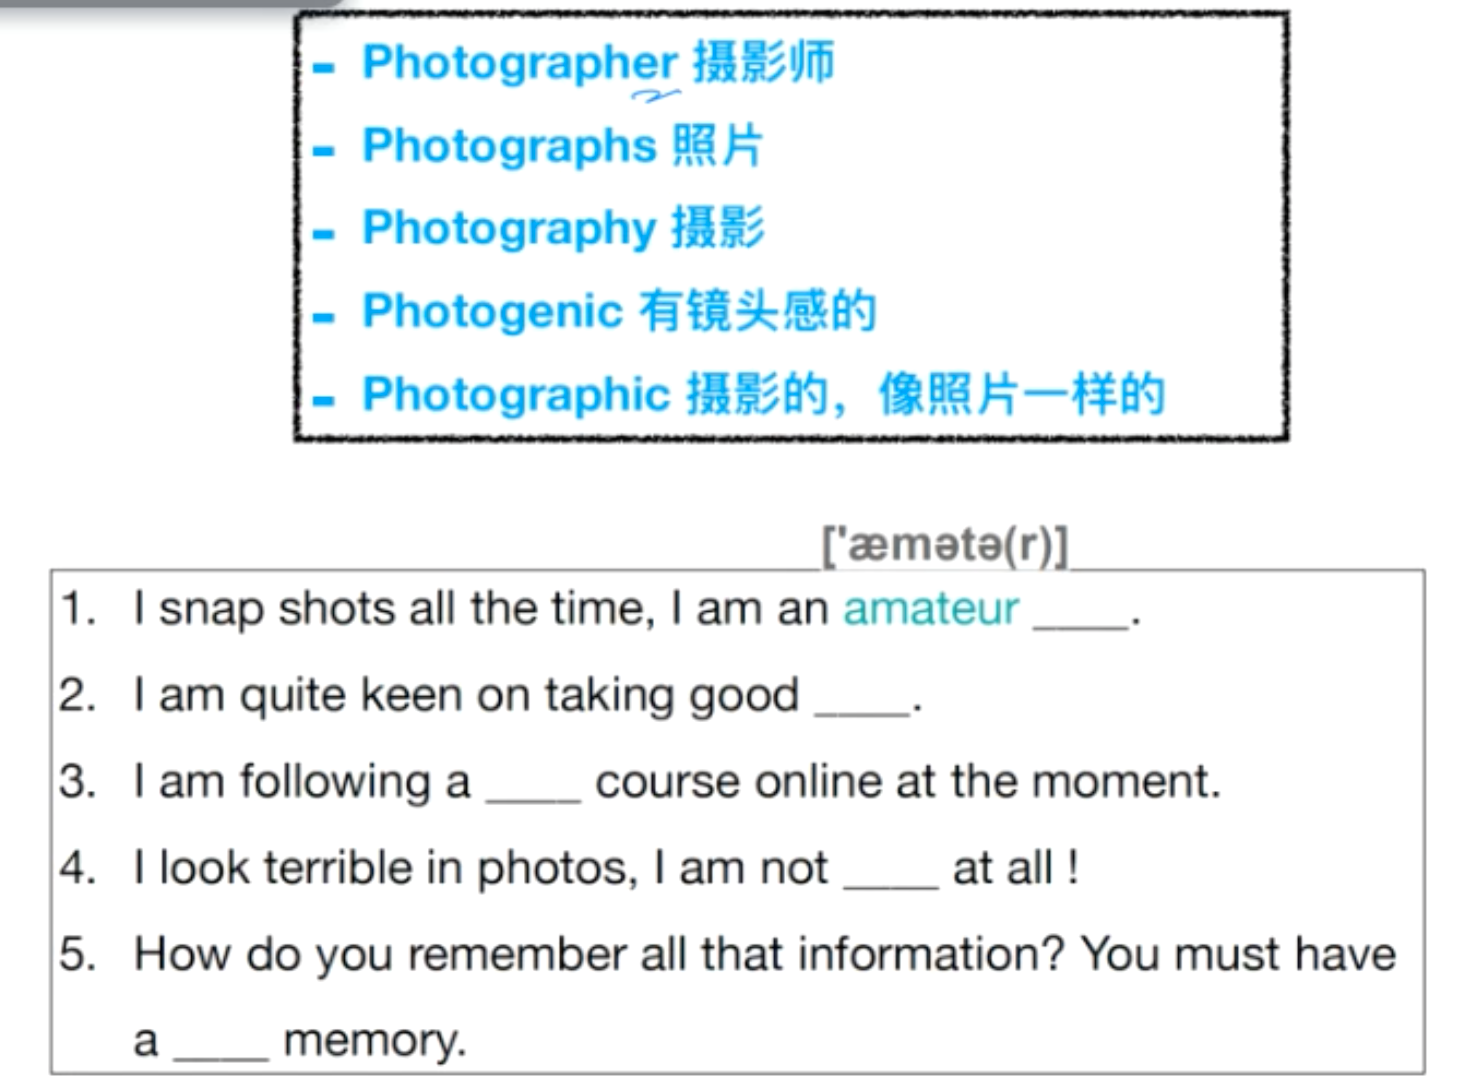 - Photographer 摄影师
- Photographs 照片
- Photography 摄影
- Photogenic 有镜头感的
- Photographic 摄影的，像照片一样的
['æmətə(r)]
1. I snap shots all the time, I am an amateur ____.
2. I am quite keen on taking good ____.
3. I am following a ____ course online at the moment.
4. I look terrible in photos, I am not ____ at all !
5. How do you remember all that information? You must have
a ____ memory.